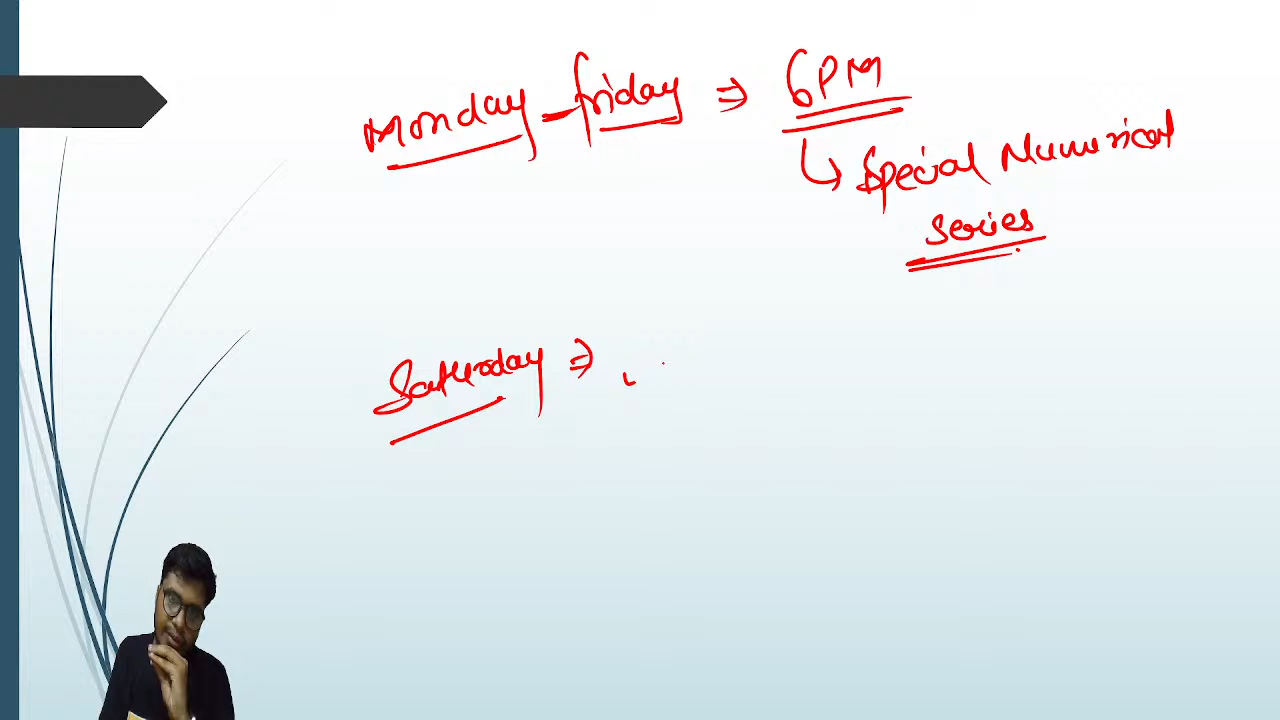 Monday - friday ⇒ 6PM
↳ Special Numerical
series
Saturday ⇒